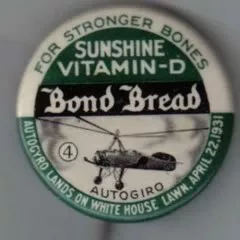 FOR STRONGER BONES
SUNSHINE
VITAMIN-D
Bond Bread
4
AUTOGIRO
AUTOGYRO LANDS ON WHITE HOUSE LAWN, APRIL 22, 1931